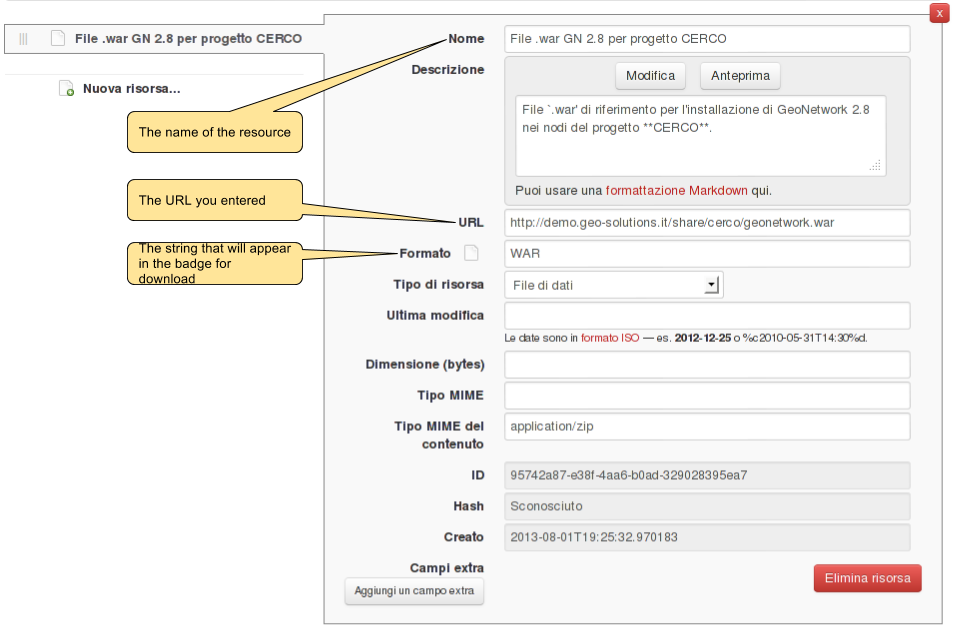 x
File .war GN 2.8 per progetto CERCO
Nuova risorsa...
The name of the resource
The URL you entered
The string that will appear
in the badge for
download
Nome File .war GN 2.8 per progetto CERCO
Descrizione
Modifica Anteprima
File `.war' di riferimento per l'installazione di GeoNetwork 2.8
nei nodi del progetto **CERCO**.
Puoi usare una formattazione Markdown qui.
URL http://demo.geo-solutions.it/share/cerco/geonetwork.war
Formato WAR
Tipo di risorsa File di dati
Ultima modifica
Le date sono in formato ISO — es. 2012-12-25 o %c2010-05-31T14:30%d.
Dimensione (bytes)
Tipo MIME
Tipo MIME del
contenuto
application/zip
ID 95742a87-e38f-4aa6-b0ad-329028395ea7
Hash Sconosciuto
Creato 2013-08-01T19:25:32.970183
Campi extra
Aggiungi un campo extra
Elimina risorsa